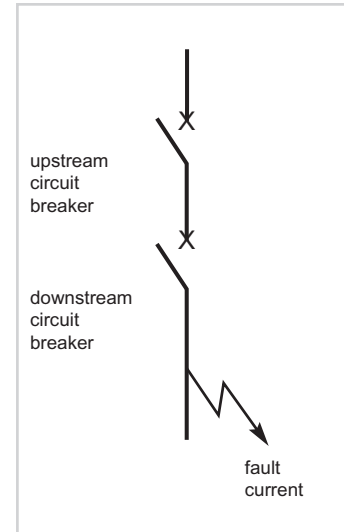 upstream
circuit
breaker
downstream
circuit
breaker
fault
current